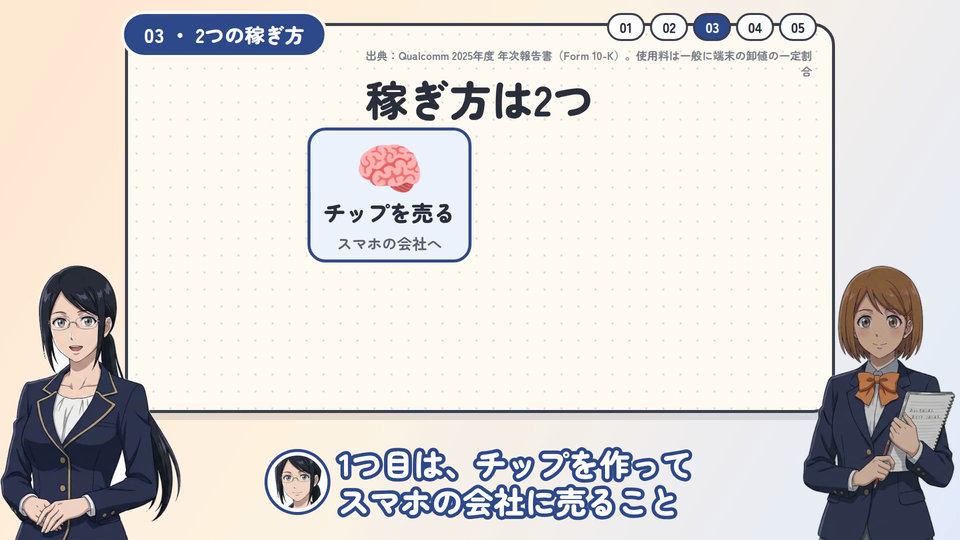 03 ・ 2つの稼ぎ方
01 02 03 04 05
出典：Qualcomm 2025年度 年次報告書（Form 10-K）。使用料は一般に端末の卸値の一定割
合
稼ぎ方は2つ
チップを売る
スマホの会社へ
1つ目は、チップを作って
スマホの会社に売ること